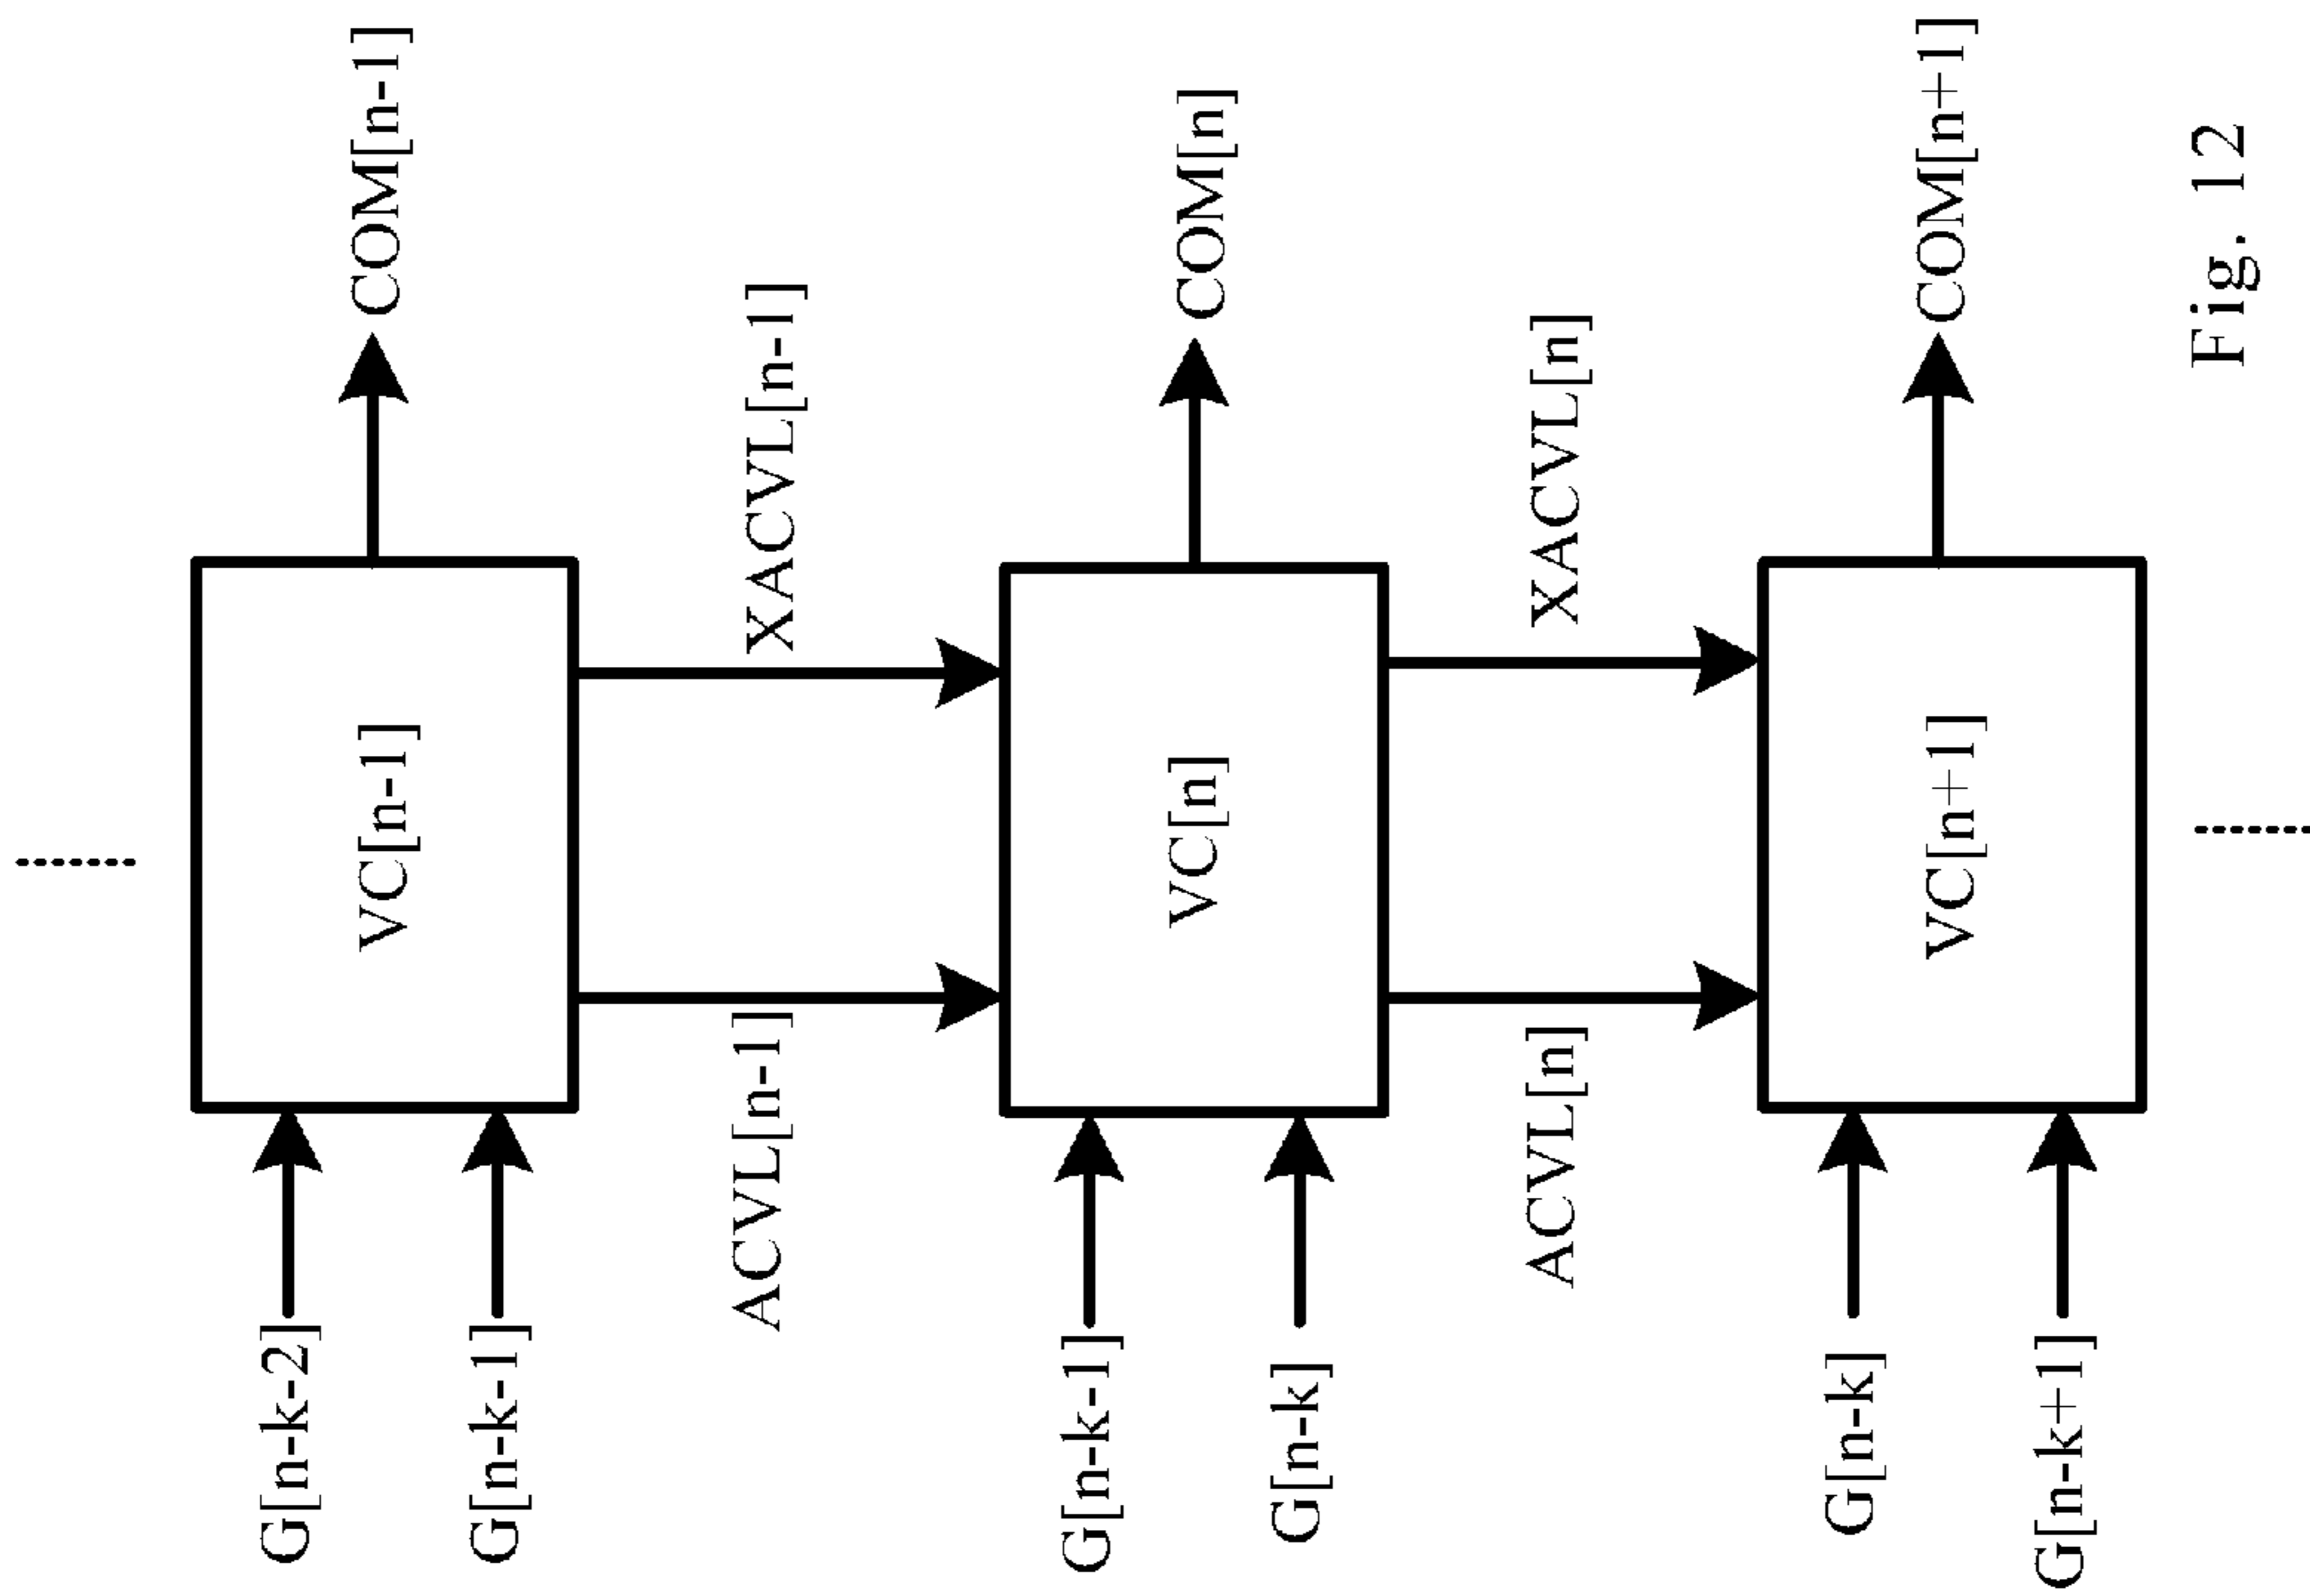 COM[n-1]
XACVL[n-1]
COM[n]
XACVL[n]
COM[n+1]
VC[n-1]
VC[n]
VC[n+1]
ACVL[n-1]
ACVL[n]
G[n-k-2]
G[n-k-1]
G[n-k-1]
G[n-k]
G[n-k]
G[n-k+1]
Fig. 12